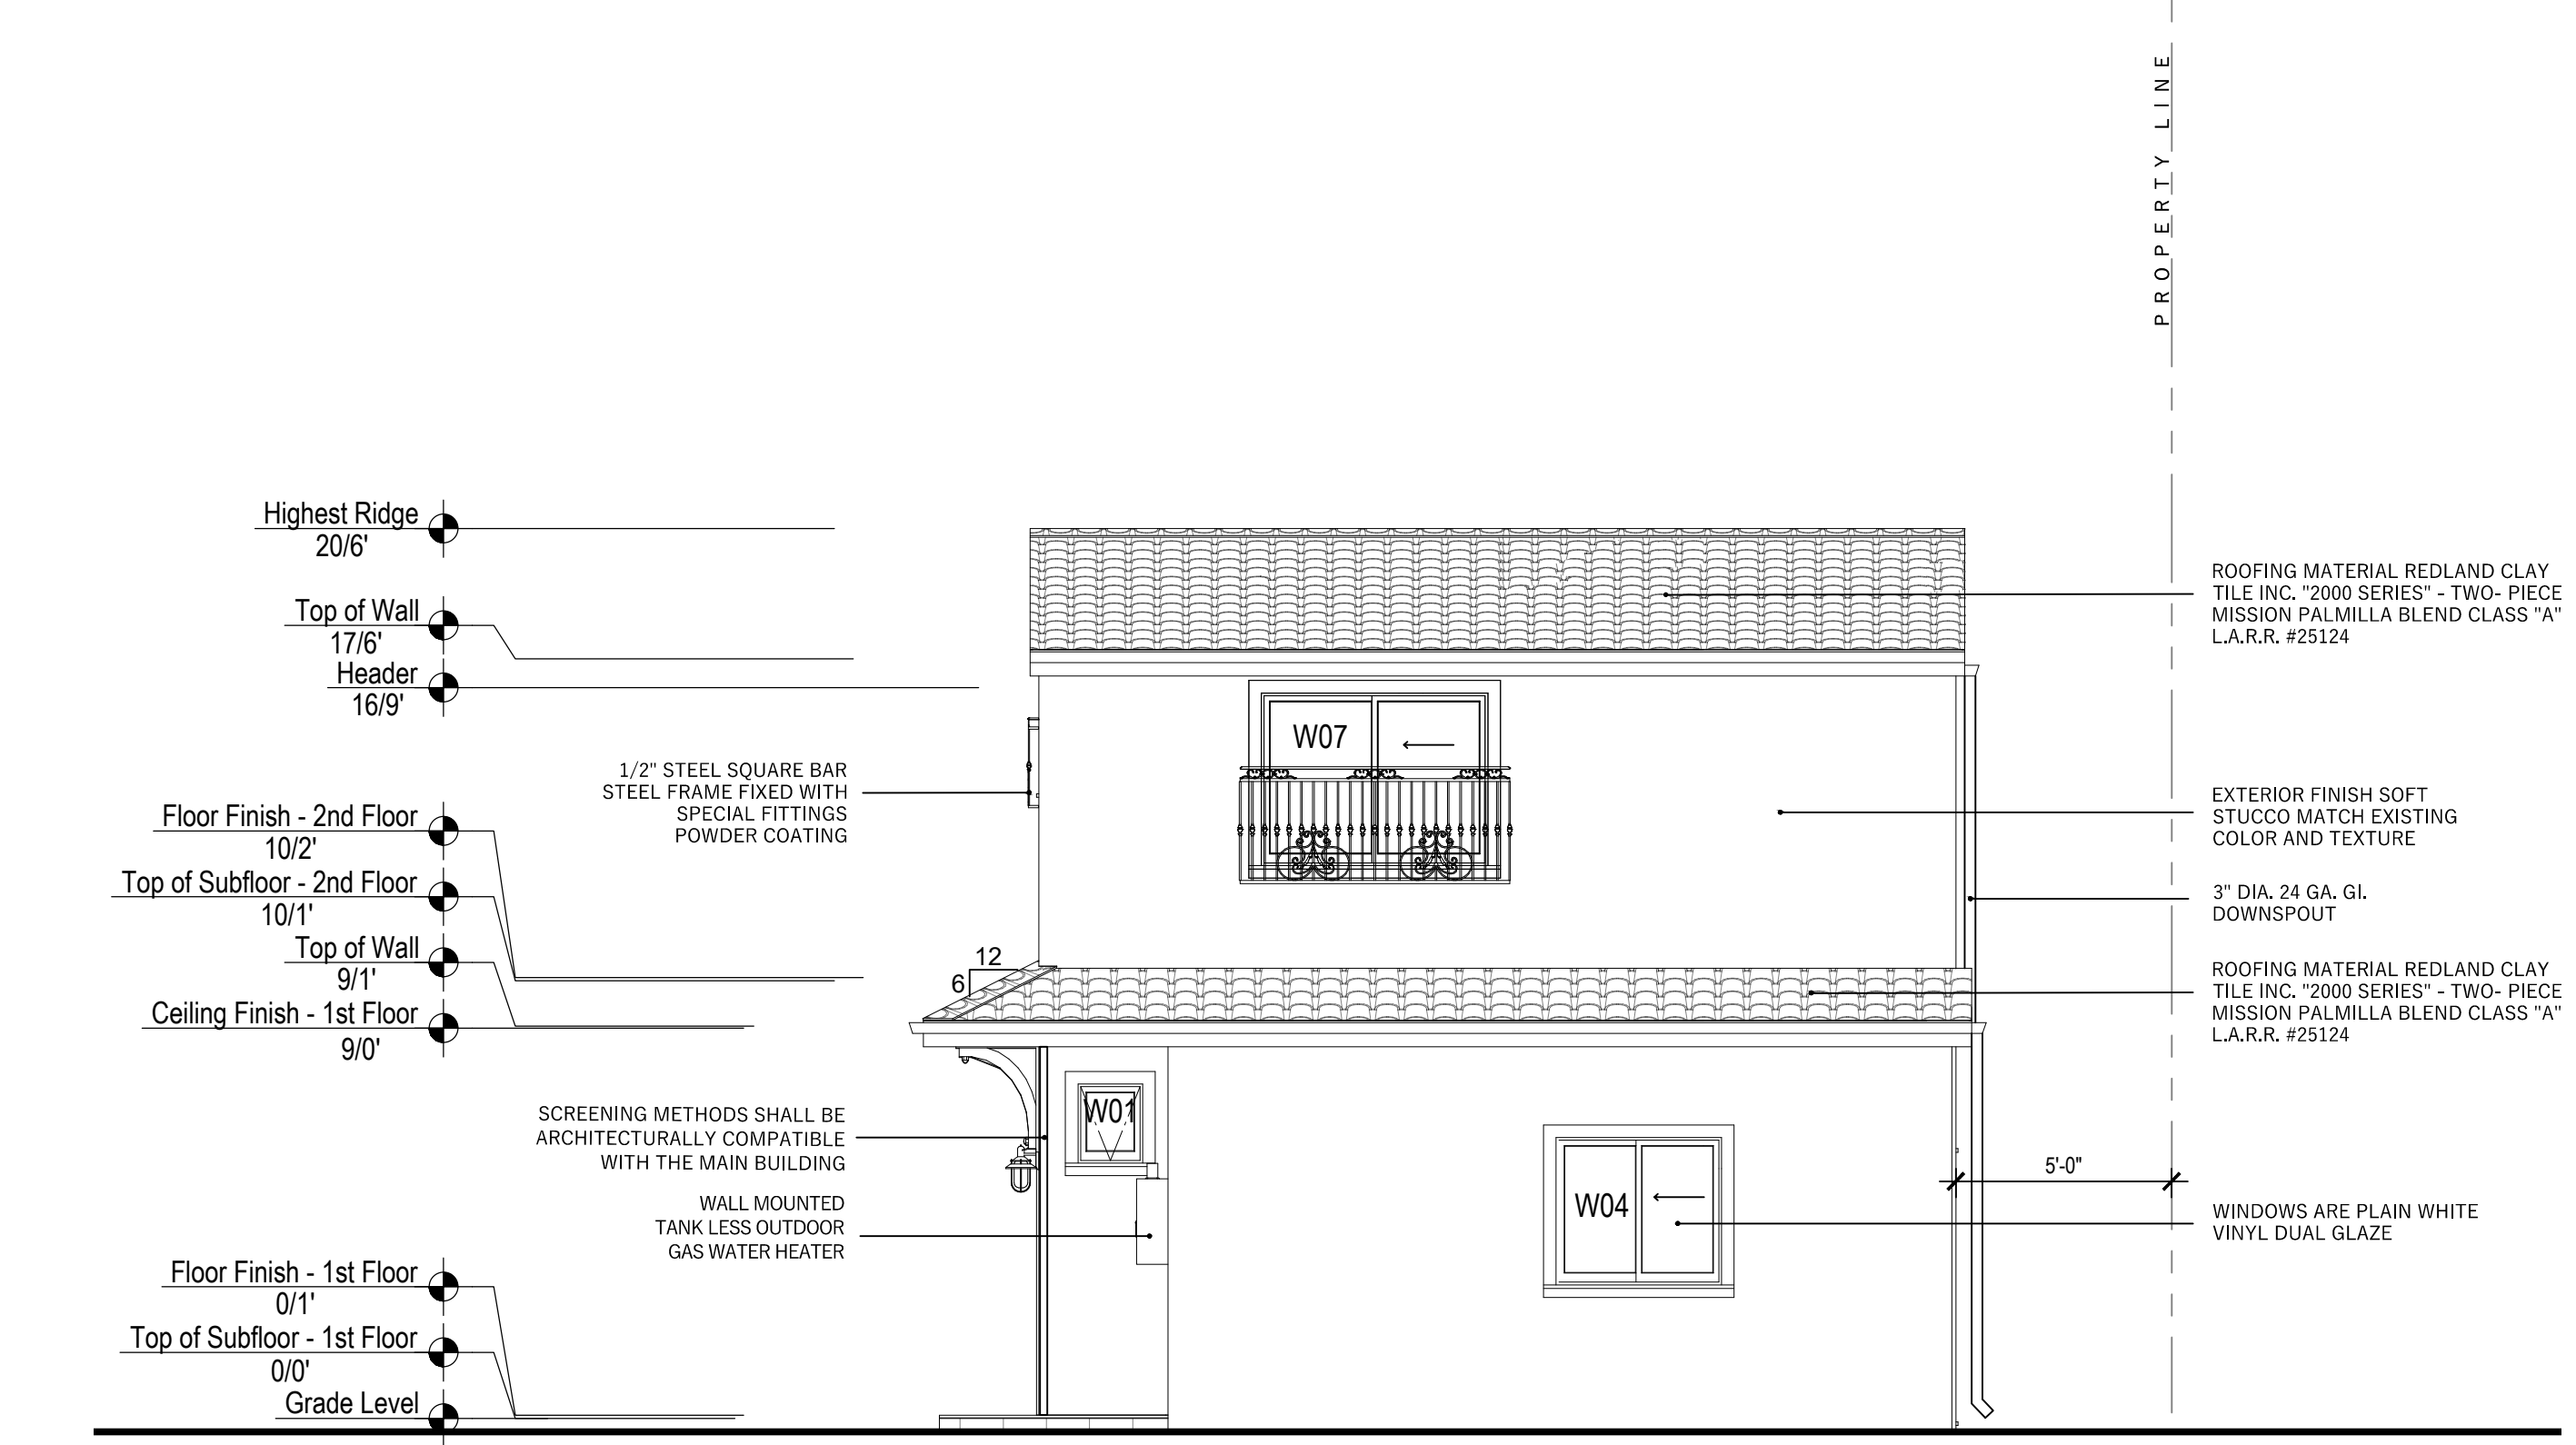 PROPERTY LINE
Highest Ridge
20/6'
Top of Wall
17/6'
Header
16/9'
Floor Finish - 2nd Floor
10/2'
Top of Subfloor - 2nd Floor
10/1'
Top of Wall
9/1'
Ceiling Finish - 1st Floor
9/0'
Floor Finish - 1st Floor
0/1'
Top of Subfloor - 1st Floor
0/0'
Grade Level
1/2" STEEL SQUARE BAR
STEEL FRAME FIXED WITH
SPECIAL FITTINGS
POWDER COATING
SCREENING METHODS SHALL BE
ARCHITECTURALLY COMPATIBLE
WITH THE MAIN BUILDING
WALL MOUNTED
TANK LESS OUTDOOR
GAS WATER HEATER
W07
12
6
W01
W04
5'-0"
ROOFING MATERIAL REDLAND CLAY
TILE INC. "2000 SERIES" - TWO- PIECE
MISSION PALMILLA BLEND CLASS "A"
L.A.R.R. #25124
EXTERIOR FINISH SOFT
STUCCO MATCH EXISTING
COLOR AND TEXTURE
3" DIA. 24 GA. GI.
DOWNSPOUT
ROOFING MATERIAL REDLAND CLAY
TILE INC. "2000 SERIES" - TWO- PIECE
MISSION PALMILLA BLEND CLASS "A"
L.A.R.R. #25124
WINDOWS ARE PLAIN WHITE
VINYL DUAL GLAZE